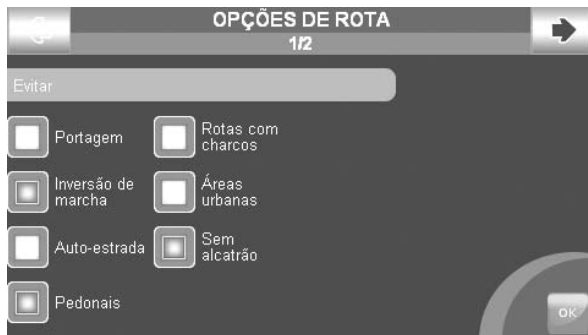 OPÇÕES DE ROTA
1/2
Evitar
Portagem
Rotas com
charcos
Inversão de
marcha
Áreas
urbanas
Auto-estrada
Sem
alcatrão
Pedonais
OK